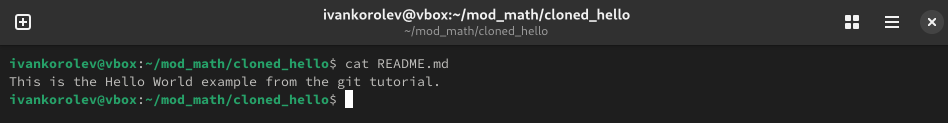 ivankorolev@vbox:~/mod_math/cloned_hello
~/mod_math/cloned_hello
ivankorolev@vbox:~/mod_math/cloned_hello$ cat README.md
This is the Hello World example from the git tutorial.
ivankorolev@vbox:~/mod_math/cloned_hello$